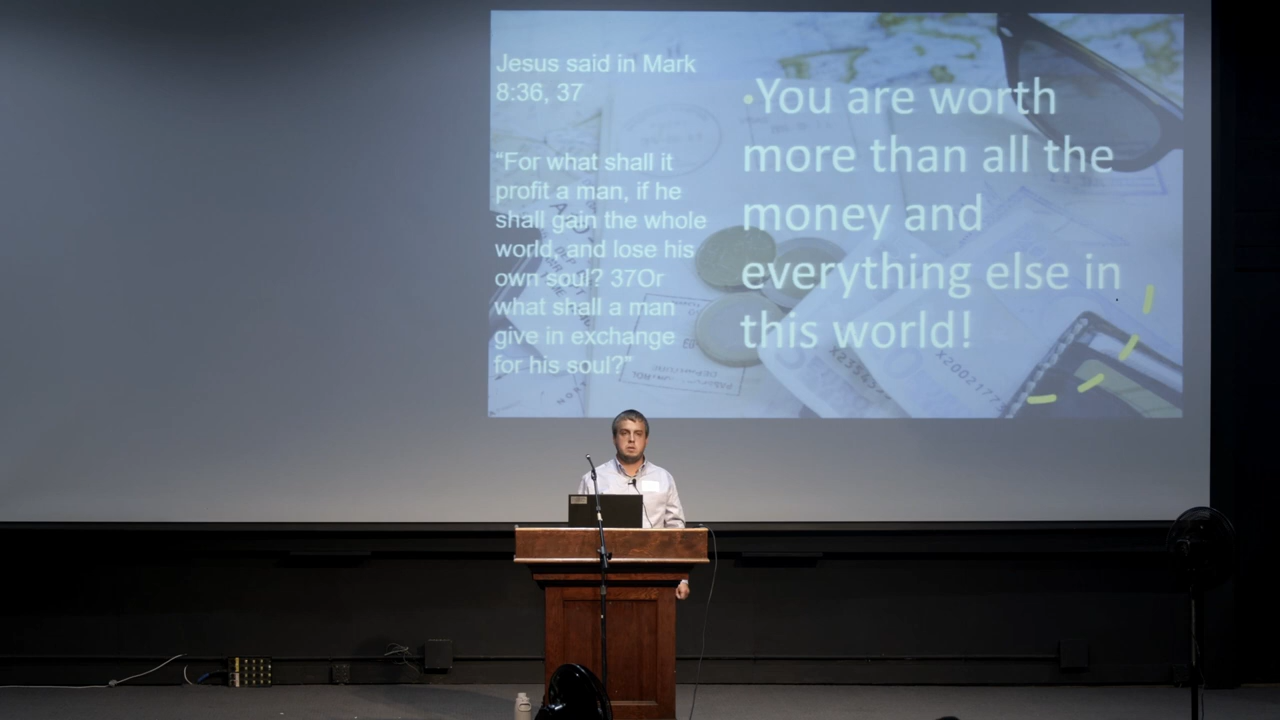 Jesus said in Mark
8:36, 37
“For what shall it
profit a man, if he
shall gain the whole
world, and lose his
own soul? 37Or
what shall a man
give in exchange
for his soul?”
•You are worth
more than all the
money and
everything else in
this world!
X200217